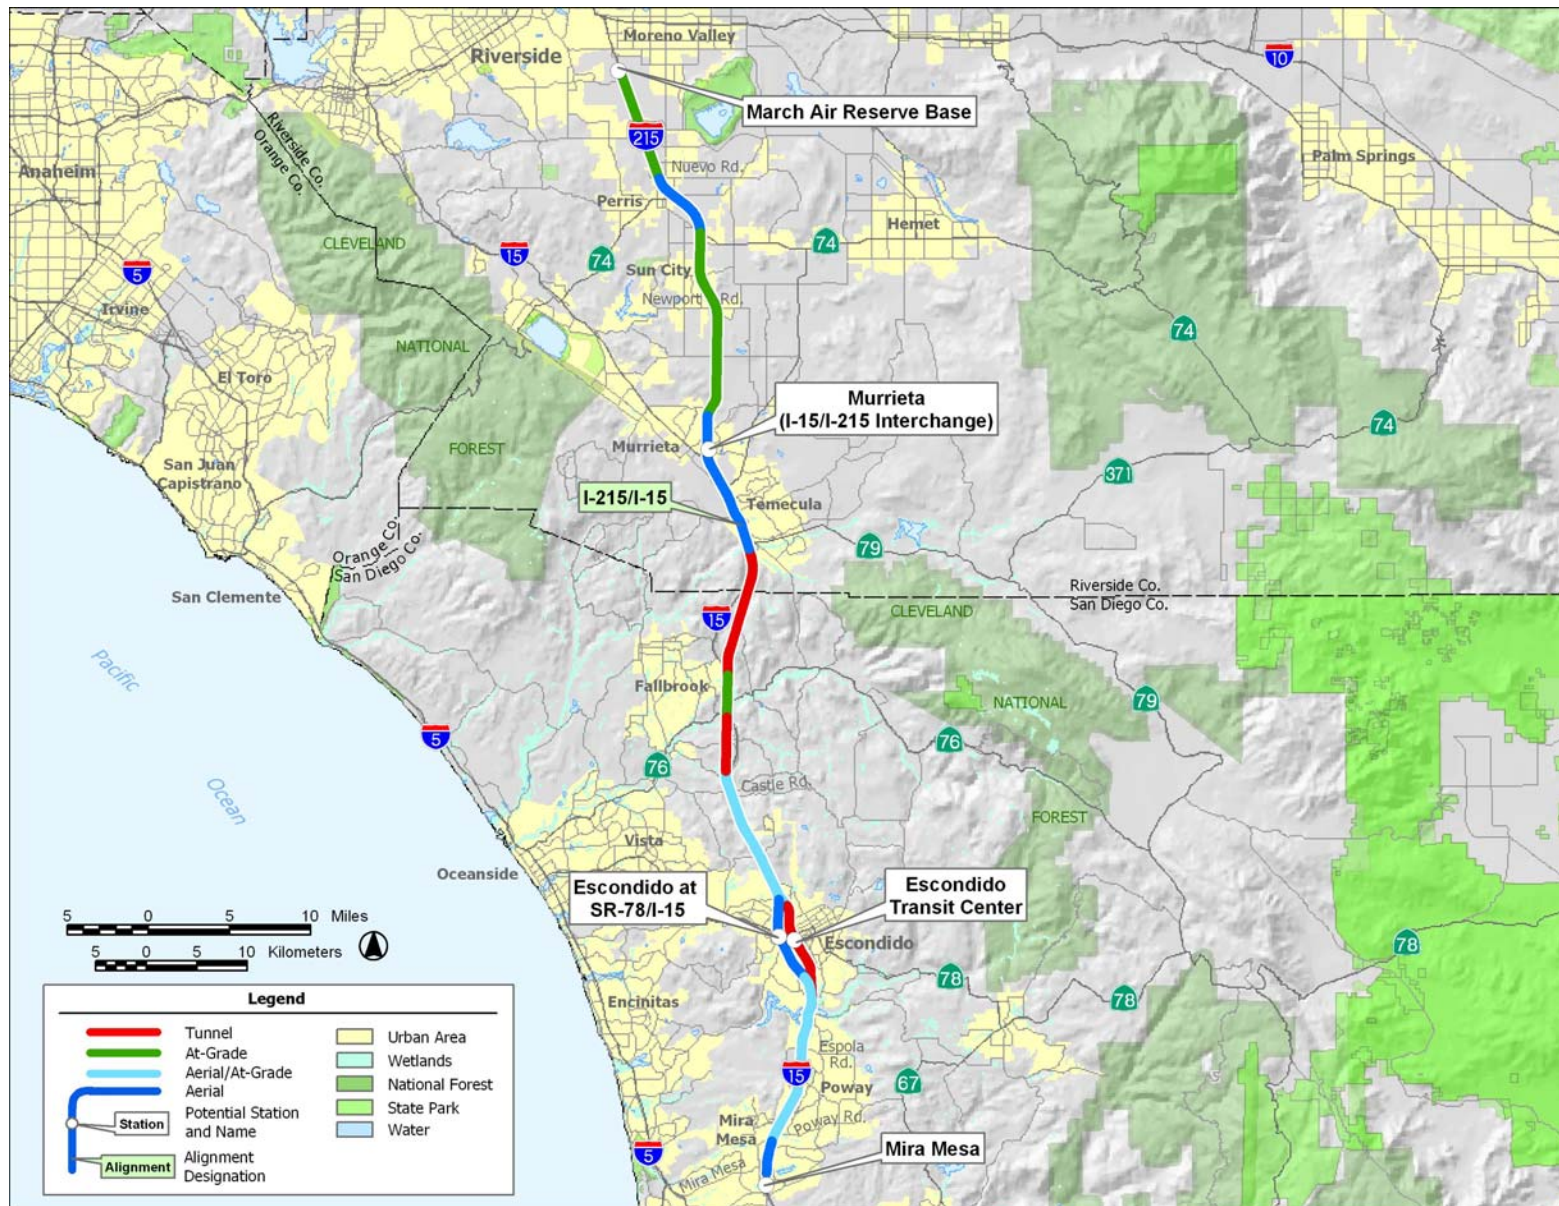 Moreno Valley
Riverside
10
March Air Reserve Base
Riverside Co.
Orange Co.
215
Anaheim
Nuevo Rd.
Palm Springs
Perris
Hemet
CLEVELAND
15
74
74
5
Sun City
Newport Rd.
Irvine
74
NATIONAL
El Toro
Murrieta
(I-15/I-215 Interchange)
74
Murrieta
FOREST
San Juan
Capistrano
371
I-215/I-15
Temecula
Orange Co.
San Diego Co.
79
San Clemente
Riverside Co.
San Diego Co.
CLEVELAND
15
Pacific
Fallbrook
NATIONAL
79
5
76
76
Ocean
Castle Rd.
FOREST
Vista
Oceanside
Escondido at
SR-78/I-15
Escondido
Transit Center
Escondido
78
5 0 5 10 Miles
5 0 5 10 Kilometers
78
78
Encinitas
Espola
Rd.
15
Poway
67
Mira
Mesa
Poway Rd.
5
Mira Mesa
Mira Mesa
Legend
Tunnel
At-Grade
Aerial/At-Grade
Aerial
Station
Potential Station
and Name
Alignment
Alignment
Designation
Urban Area
Wetlands
National Forest
State Park
Water